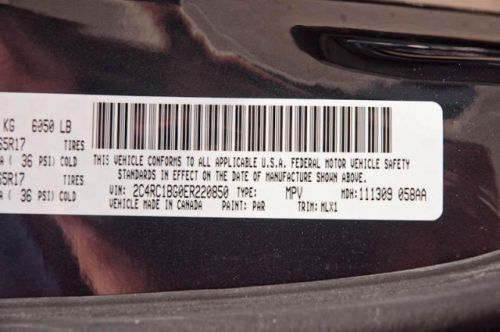 KG 6050 LB
65R17 TIRES
A ( 36 PSI) COLD
65R17 TIRES
A ( 36 PSI) COLD
THIS VEHICLE CONFORMS TO ALL APPLICABLE U.S.A. FEDERAL MOTOR VEHICLE SAFETY
STANDARDS IN EFFECT ON THE DATE OF MANUFACTURE SHOWN ABOVE.
VIN: 2C4RC1BG0ER220850 TYPE: MPV MDH: 111309 058AA
VEHICLE MADE IN CANADA PAINT: PAR TRIM: MLX1